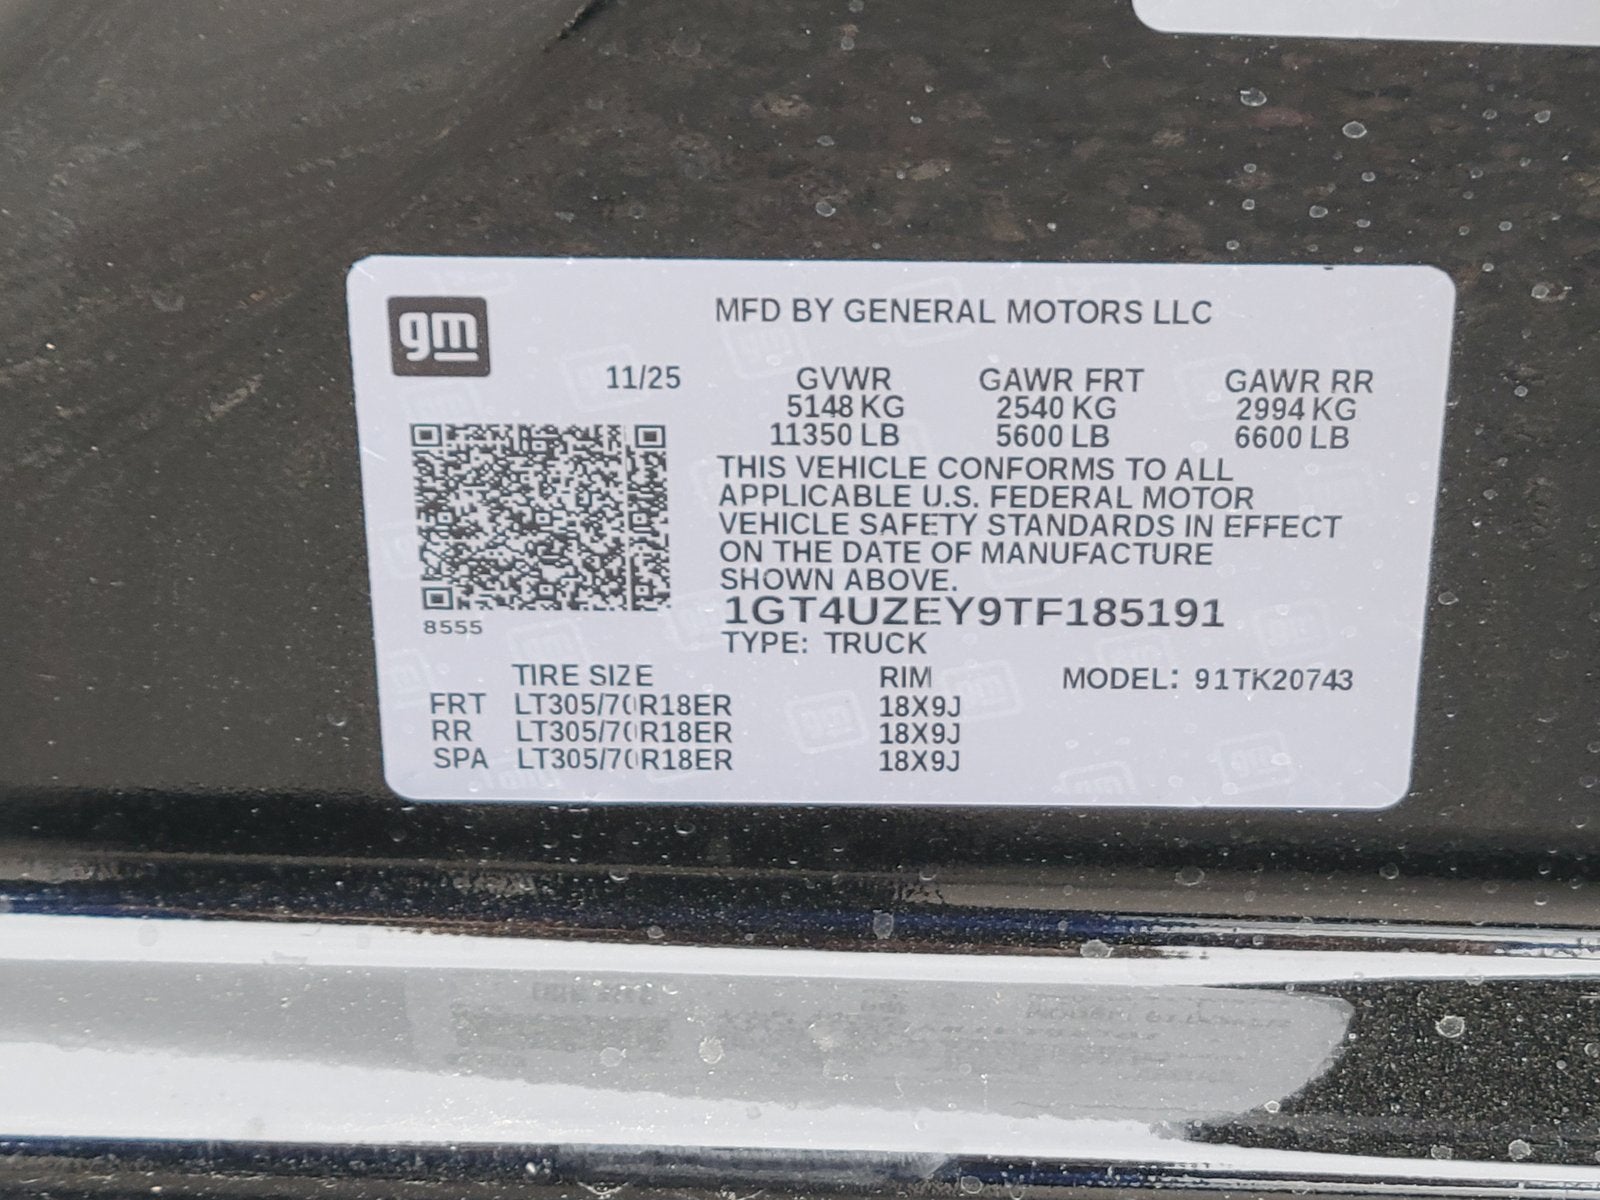 gm
MFD BY GENERAL MOTORS LLC
11/25
GVWR GAWR FRT GAWR RR
5148 KG 2540 KG 2994 KG
11350 LB 5600 LB 6600 LB
THIS VEHICLE CONFORMS TO ALL
APPLICABLE U.S. FEDERAL MOTOR
VEHICLE SAFETY STANDARDS IN EFFECT
ON THE DATE OF MANUFACTURE
SHOWN ABOVE.
1GT4UZEY9TF185191
8555
TYPE: TRUCK
TIRE SIZE RIM MODEL: 91TK20743
FRT LT305/70R18ER 18X9J
RR LT305/70R18ER 18X9J
SPA LT305/70R18ER 18X9J